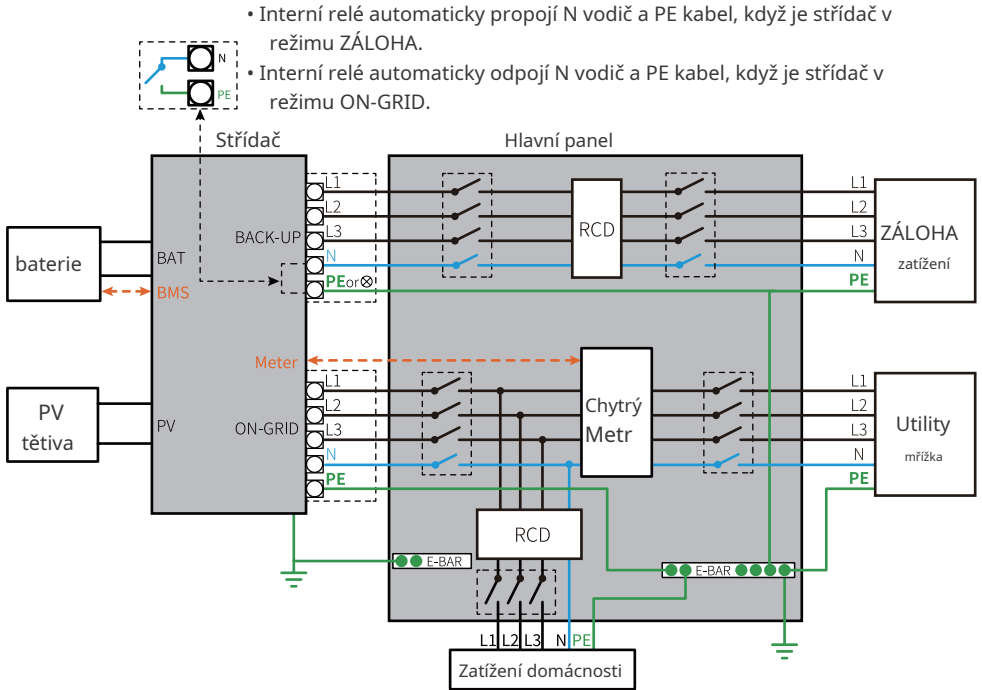 • Interní relé automaticky propojí N vodič a PE kabel, když je střídač v
režimu ZÁLOHA.
• Interní relé automaticky odpojí N vodič a PE kabel, když je střídač v
režimu ON-GRID.
N
PE
Střídač
Hlavní panel
L1
L2
L3
N
PEor⊗
BACK-UP
BAT
BMS
baterie
RCD
L1
L2
L3
N
PE
ZÁLOHA
zatížení
Meter
L1
L2
L3
N
PE
ON-GRID
PV
PV
tětiva
Chytrý
Metr
L1
L2
L3
N
PE
Utility
mřížka
RCD
E-BAR
E-BAR
L1 L2 L3 N PE
Zatížení domácnosti